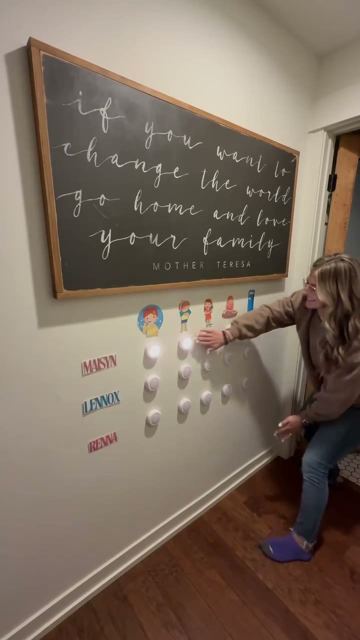 if you want to
change the world
go home and love
your family
MOTHER TERESA
MAISYN
LENNOX
RENNA